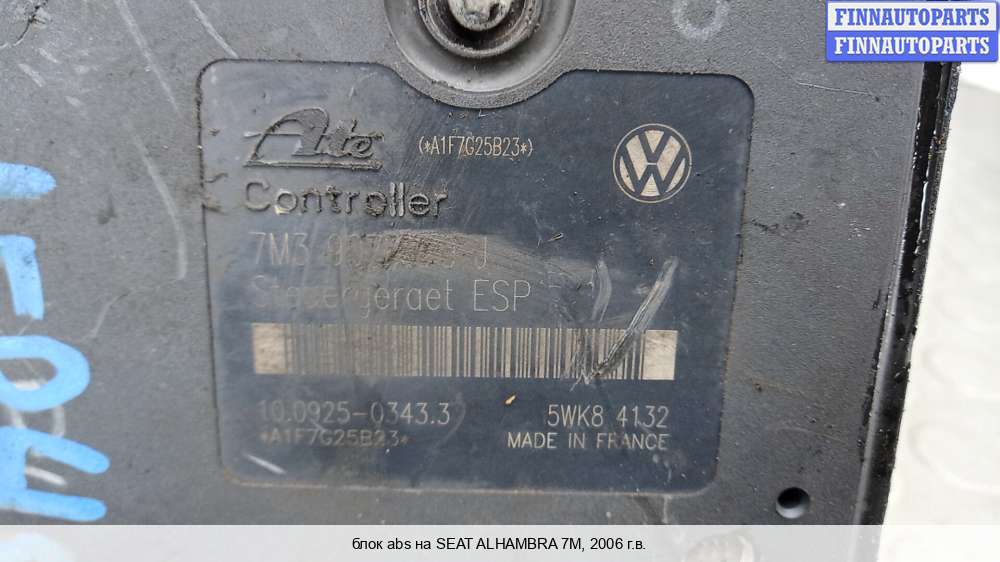 FINNAUTOPARTS
FINNAUTOPARTS
Ate
(*A1F7G25B23*)
Controller
7M3 J
Steuergeraet ESP
10.0925-0343.3
5WK8 4132
*A1F7G25B23*
MADE IN FRANCE
блок abs на SEAT ALHAMBRA 7M, 2006 г.в.